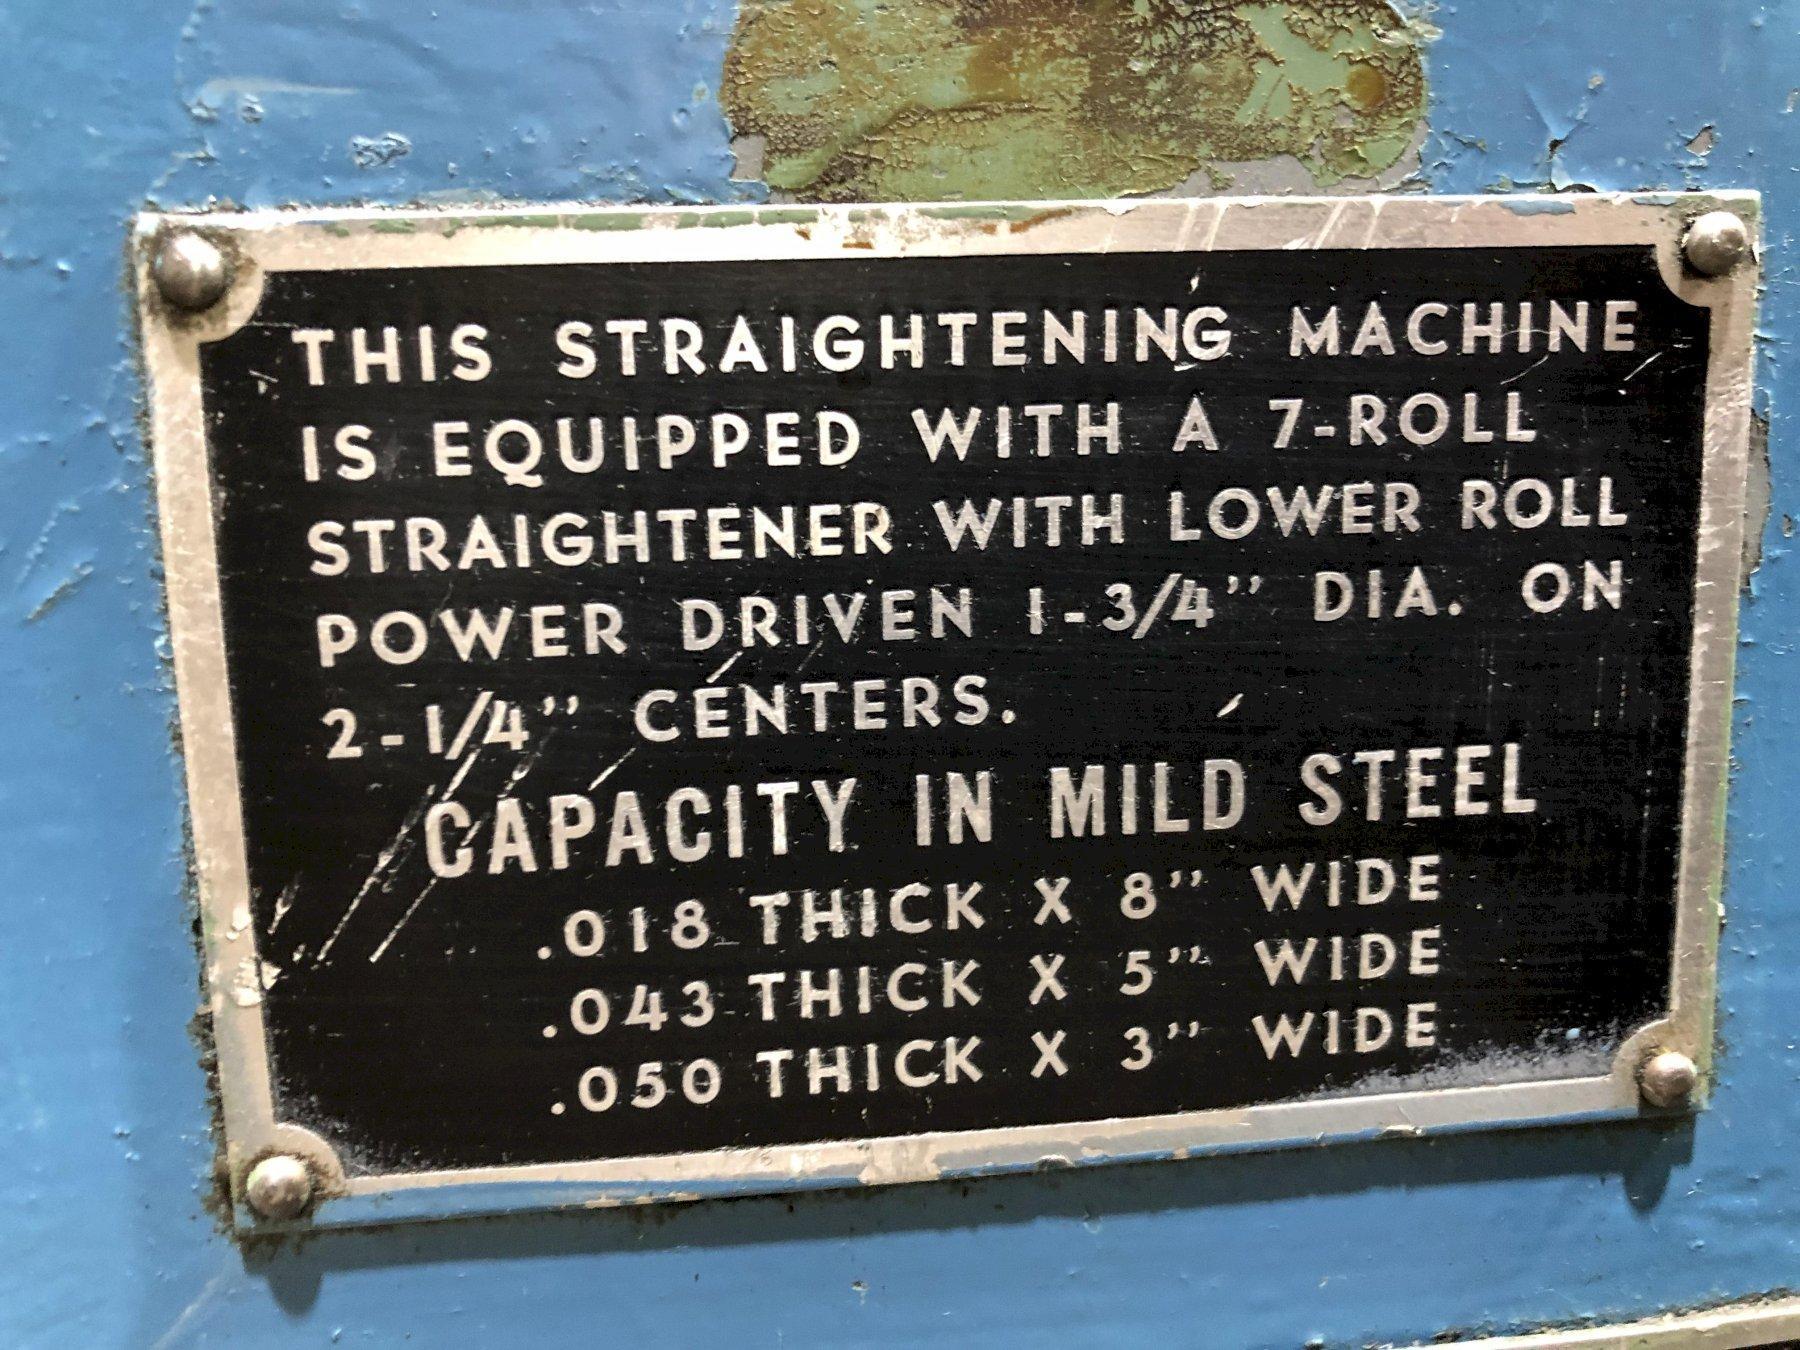 THIS STRAIGHTENING MACHINE
IS EQUIPPED WITH A 7-ROLL
STRAIGHTENER WITH LOWER ROLL
POWER DRIVEN 1-3/4" DIA. ON
2-1/4" CENTERS.
CAPACITY IN MILD STEEL
.018 THICK X 8" WIDE
.043 THICK X 5" WIDE
.050 THICK X 3" WIDE